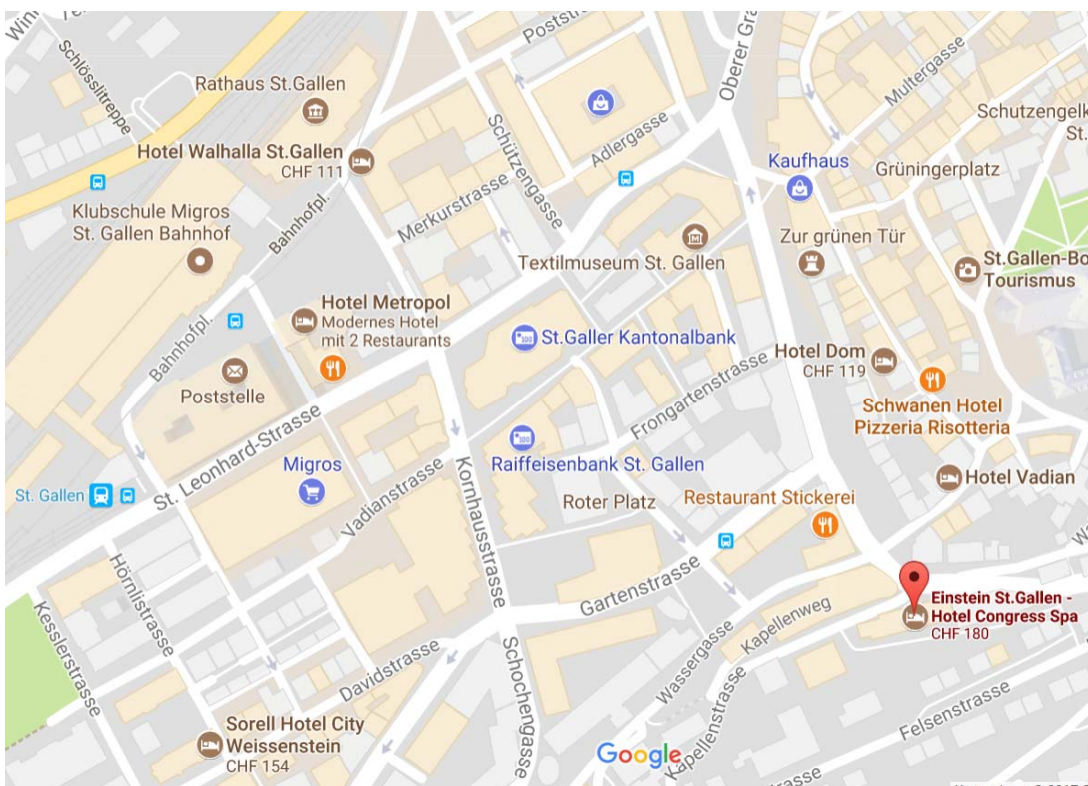 Schlösslitreppe
Rathaus St.Gallen
Poststr
Oberer Gra
Multergasse
Schutzengelk
St.
Hotel Walhalla St.Gallen
CHF 111
Schützengasse
Adlergasse
Kaufhaus
Grüningerplatz
Merkurstrasse
Klubschule Migros
St. Gallen Bahnhof
Bahnhofpl.
Textilmuseum St. Gallen
Zur grünen Tür
St.Gallen-Bo
Tourismus
Hotel Metropol
Modernes Hotel
mit 2 Restaurants
Bahnhofpl.
St.Galler Kantonalbank
Hotel Dom
CHF 119
Poststelle
Frongartenstrasse
Schwanen Hotel
Pizzeria Risotteria
St. Leonhard-Strasse
Migros
Raiffeisenbank St. Gallen
Hotel Vadian
St. Gallen
Vadianstrasse
Kornhausstrasse
Roter Platz
Restaurant Stickerei
Hörnlistrasse
Gartenstrasse
Kesslerstrasse
Einstein St.Gallen -
Hotel Congress Spa
CHF 180
Kapellenweg
Wassergasse
Davidstrasse
Schochengasse
Kapellenstrasse
Felsenstrasse
Sorell Hotel City
Weissenstein
CHF 154
Google
strasse